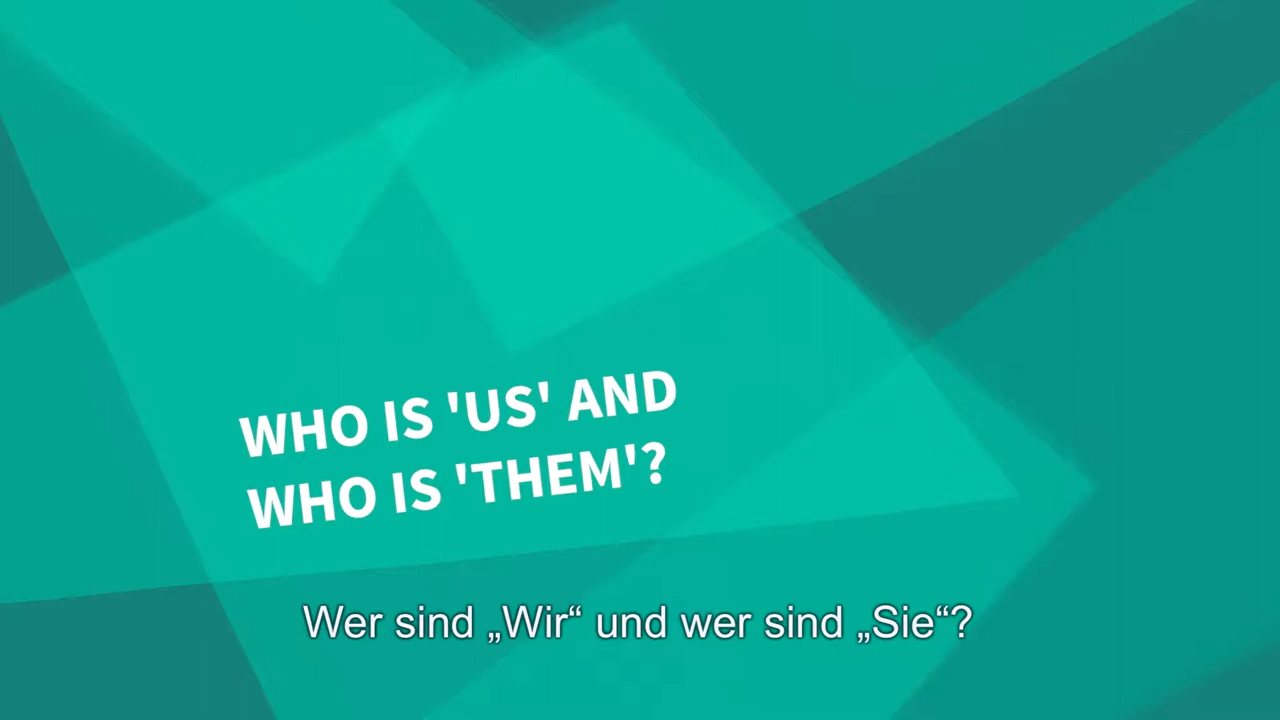 WHO IS 'US' AND
WHO IS 'THEM'?
Wer sind „Wir“ und wer sind „Sie“?